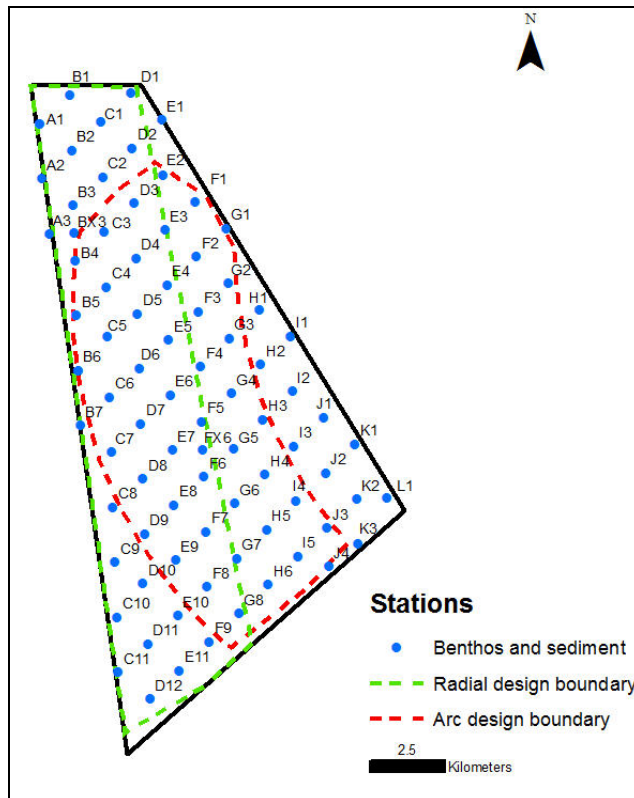 N
B1
D1
A1
C1
E1
B2
D2
A2
C2
E2
B3
D3
F1
A3
BX3
C3
E3
G1
B4
D4
F2
C4
E4
G2
B5
D5
F3
H1
C5
E5
G3
I1
B6
D6
F4
H2
C6
E6
G4
I2
B7
D7
F5
H3
J1
C7
E7
FX6
G5
I3
K1
D8
F6
H4
J2
C8
E8
G6
I4
K2
L1
D9
F7
H5
J3
K3
C9
E9
G7
I5
J4
D10
F8
H6
C10
E10
G8
D11
F9
C11
E11
D12
Stations
Benthos and sediment
Radial design boundary
Arc design boundary
2.5
Kilometers